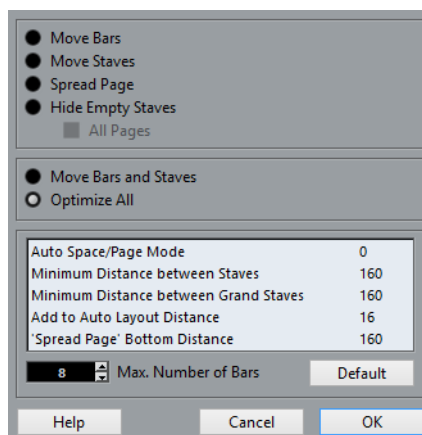 Move Bars
Move Staves
Spread Page
Hide Empty Staves
All Pages
Move Bars and Staves
Optimize All
Auto Space/Page Mode 0
Minimum Distance between Staves 160
Minimum Distance between Grand Staves 160
Add to Auto Layout Distance 16
'Spread Page' Bottom Distance 160
8 Max. Number of Bars Default
Help Cancel OK